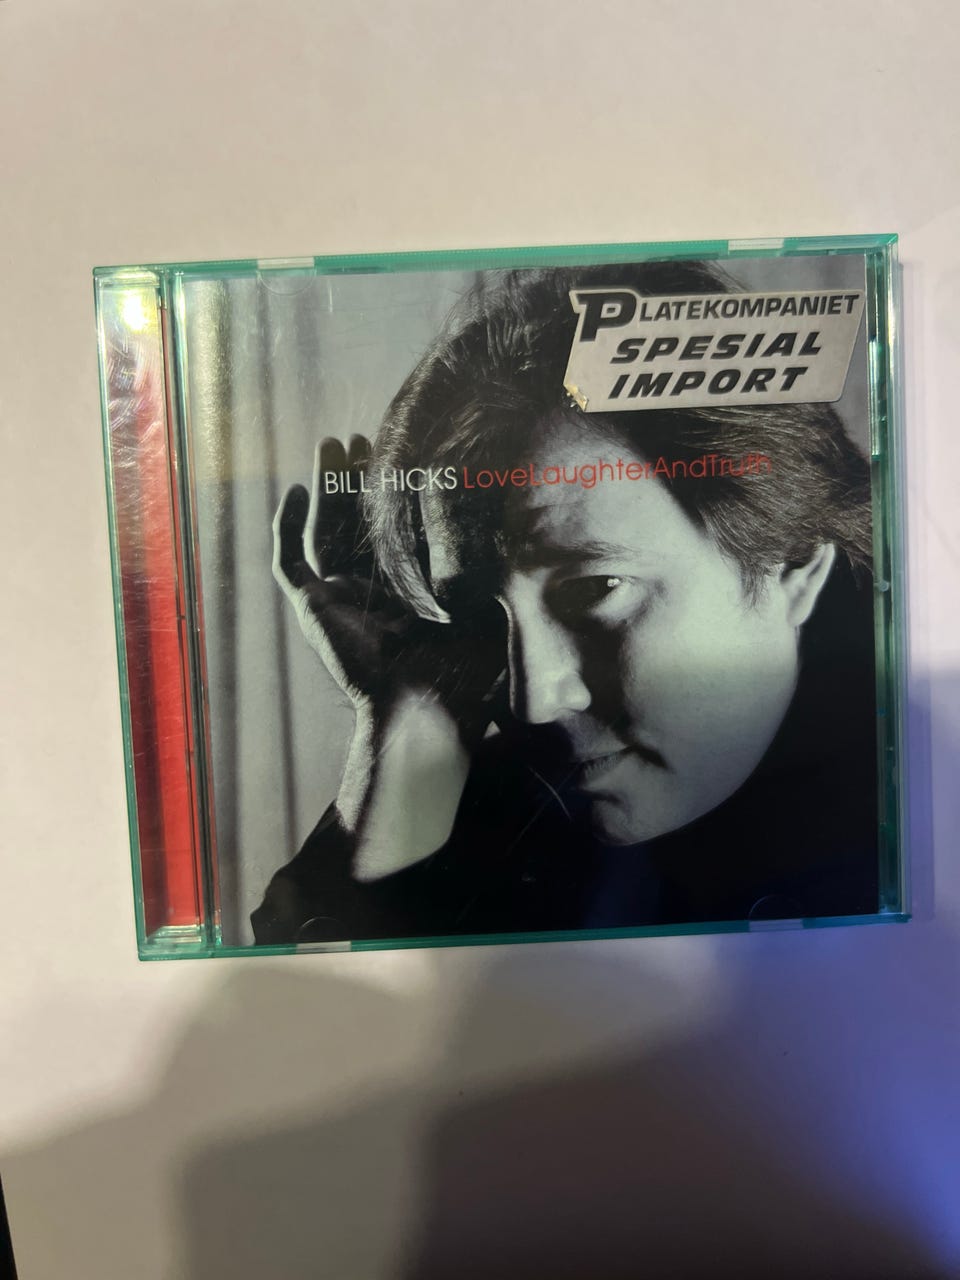 PLATEKOMPANIET
SPESIAL
IMPORT
BILL HICKS LoveLaughterAndTruth